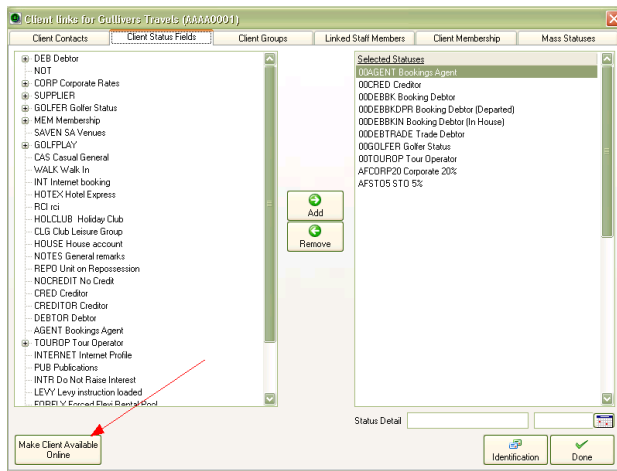 Client links for Gullivers Travels (AAAA0001)
Client Contacts
Client Status Fields
Client Groups
Linked Staff Members
Client Membership
Mass Statuses
DEB Debtor
NOT
CORP Corporate Rates
SUPPLIER
GOLFER Golfer Status
MEM Membership
SAVEN SA Venues
GOLFPLAY
CAS Casual General
WALK Walk In
INT Internet booking
HOTEX Hotel Express
RCI rci
HOLCLUB Holiday Club
CLG Club Leisure Group
HOUSE House account
NOTES General remarks
REPO Unit on Repossession
NOCREDIT No Credit
CRED Creditor
CREDITOR Creditor
DEBTOR Debtor
AGENT Bookings Agent
TOUROP Tour Operator
INTERNET Internet Profile
PUB Publications
INTR Do Not Raise Interest
LEVY Levy instruction loaded
Add
Remove
Selected Statuses
00AGENT Bookings Agent
00CRED Creditor
00DEBBK Booking Debtor
00DEBBKDPR Booking Debtor (Departed)
00DEBBKIN Booking Debtor (In House)
00DEBTRADE Trade Debtor
00GOLFER Golfer Status
00TOUROP Tour Operator
AFCORP20 Corporate 20%
AFSTO5 STO 5%
Status Detail
Make Client Available
Online
Identification
Done